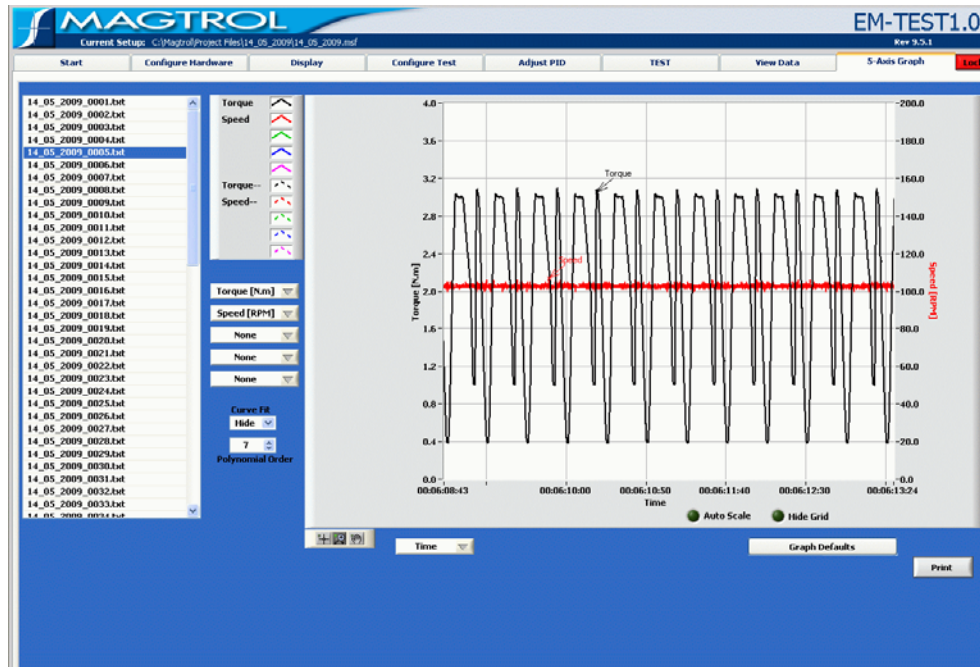 MAGTROL
EM-TEST1.0
Current Setup: C:\Magtrol\Project Files\14_05_2009\14_05_2009.msf
Rev 9.5.1
Start
Configure Hardware
Display
Configure Test
Adjust PID
TEST
View Data
5-Axis Graph
14_05_2009_0001.txt
14_05_2009_0002.txt
14_05_2009_0003.txt
14_05_2009_0004.txt
14_05_2009_0005.txt
14_05_2009_0006.txt
14_05_2009_0007.txt
14_05_2009_0008.txt
14_05_2009_0009.txt
14_05_2009_0010.txt
14_05_2009_0011.txt
14_05_2009_0012.txt
14_05_2009_0013.txt
14_05_2009_0014.txt
14_05_2009_0015.txt
14_05_2009_0016.txt
14_05_2009_0017.txt
14_05_2009_0018.txt
14_05_2009_0019.txt
14_05_2009_0020.txt
14_05_2009_0021.txt
14_05_2009_0022.txt
14_05_2009_0023.txt
14_05_2009_0024.txt
14_05_2009_0025.txt
14_05_2009_0026.txt
14_05_2009_0027.txt
14_05_2009_0028.txt
14_05_2009_0029.txt
14_05_2009_0030.txt
14_05_2009_0031.txt
14_05_2009_0032.txt
14_05_2009_0033.txt
14_05_2009_0034.txt
Torque
Speed
Torque--
Speed--
Torque [N.m]
Speed [RPM]
None
None
None
Curve Fit
Hide
7
Polynomial Order
4.0
3.6
3.2
2.8
2.4
2.0
1.6
1.2
0.8
0.4
0.0
Torque [N.m]
Torque
Speed
200.0
180.0
160.0
140.0
120.0
100.0
80.0
60.0
40.0
20.0
0.0
Speed [RPM]
00:06:08:43
00:06:10:00
00:06:10:50
00:06:11:40
00:06:12:30
00:06:13:24
Time
Auto Scale
Hide Grid
Time
Graph Defaults
Print